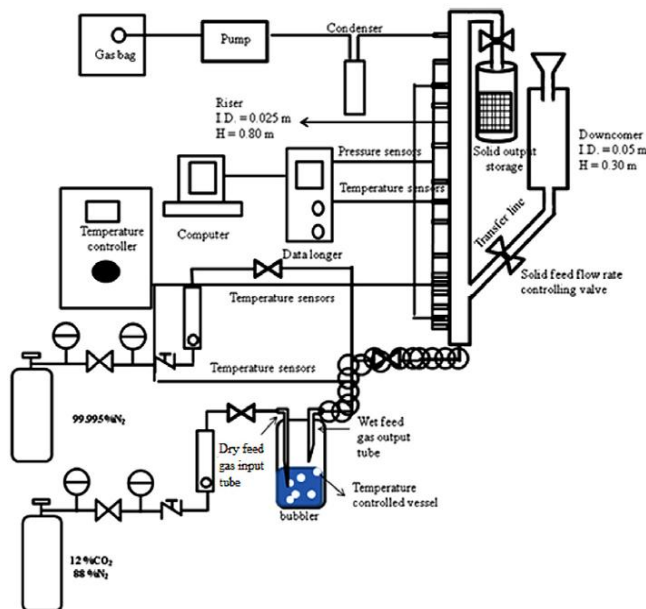 Gas bag
Pump
Condenser
Riser
I.D. = 0.025 m
H = 0.80 m
Solid output
storage
Downcomer
I.D. = 0.05 m
H = 0.30 m
Pressure sensors
Temperature sensors
Temperature
controller
Computer
Data longer
Transfer line
Solid feed flow rate
controlling valve
Temperature sensors
Temperature sensors
99.995%N₂
Dry feed
gas input
tube
Wet feed
gas output
tube
Temperature
controlled vessel
bubbler
12%CO₂
88%N₂